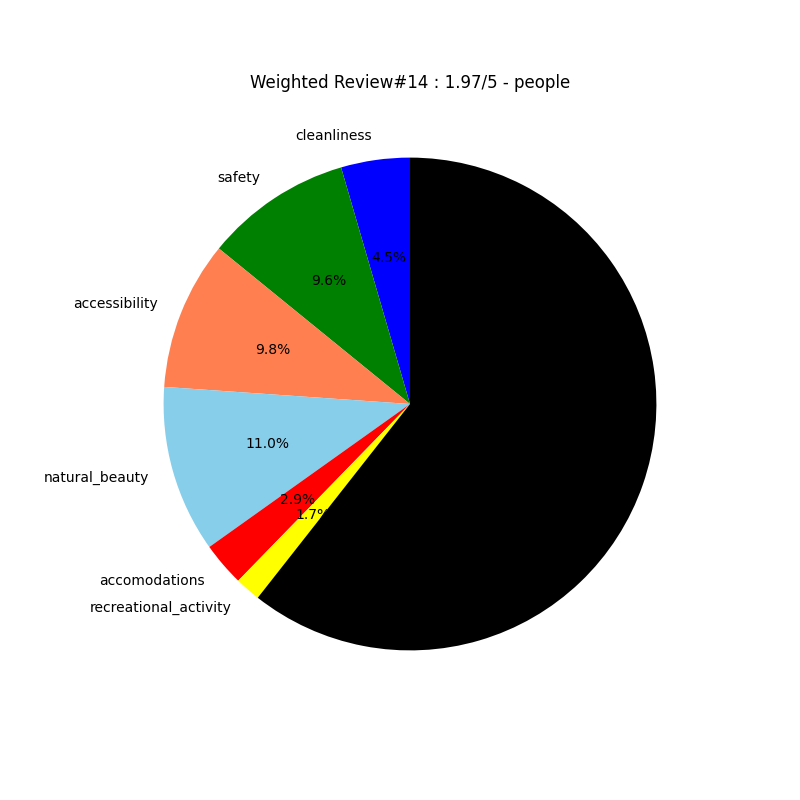 Weighted Review#14 : 1.97/5 - people
cleanliness
safety
4.5%
9.6%
accessibility
9.8%
11.0%
natural_beauty
2.9%
1.7%
accomodations
recreational_activity